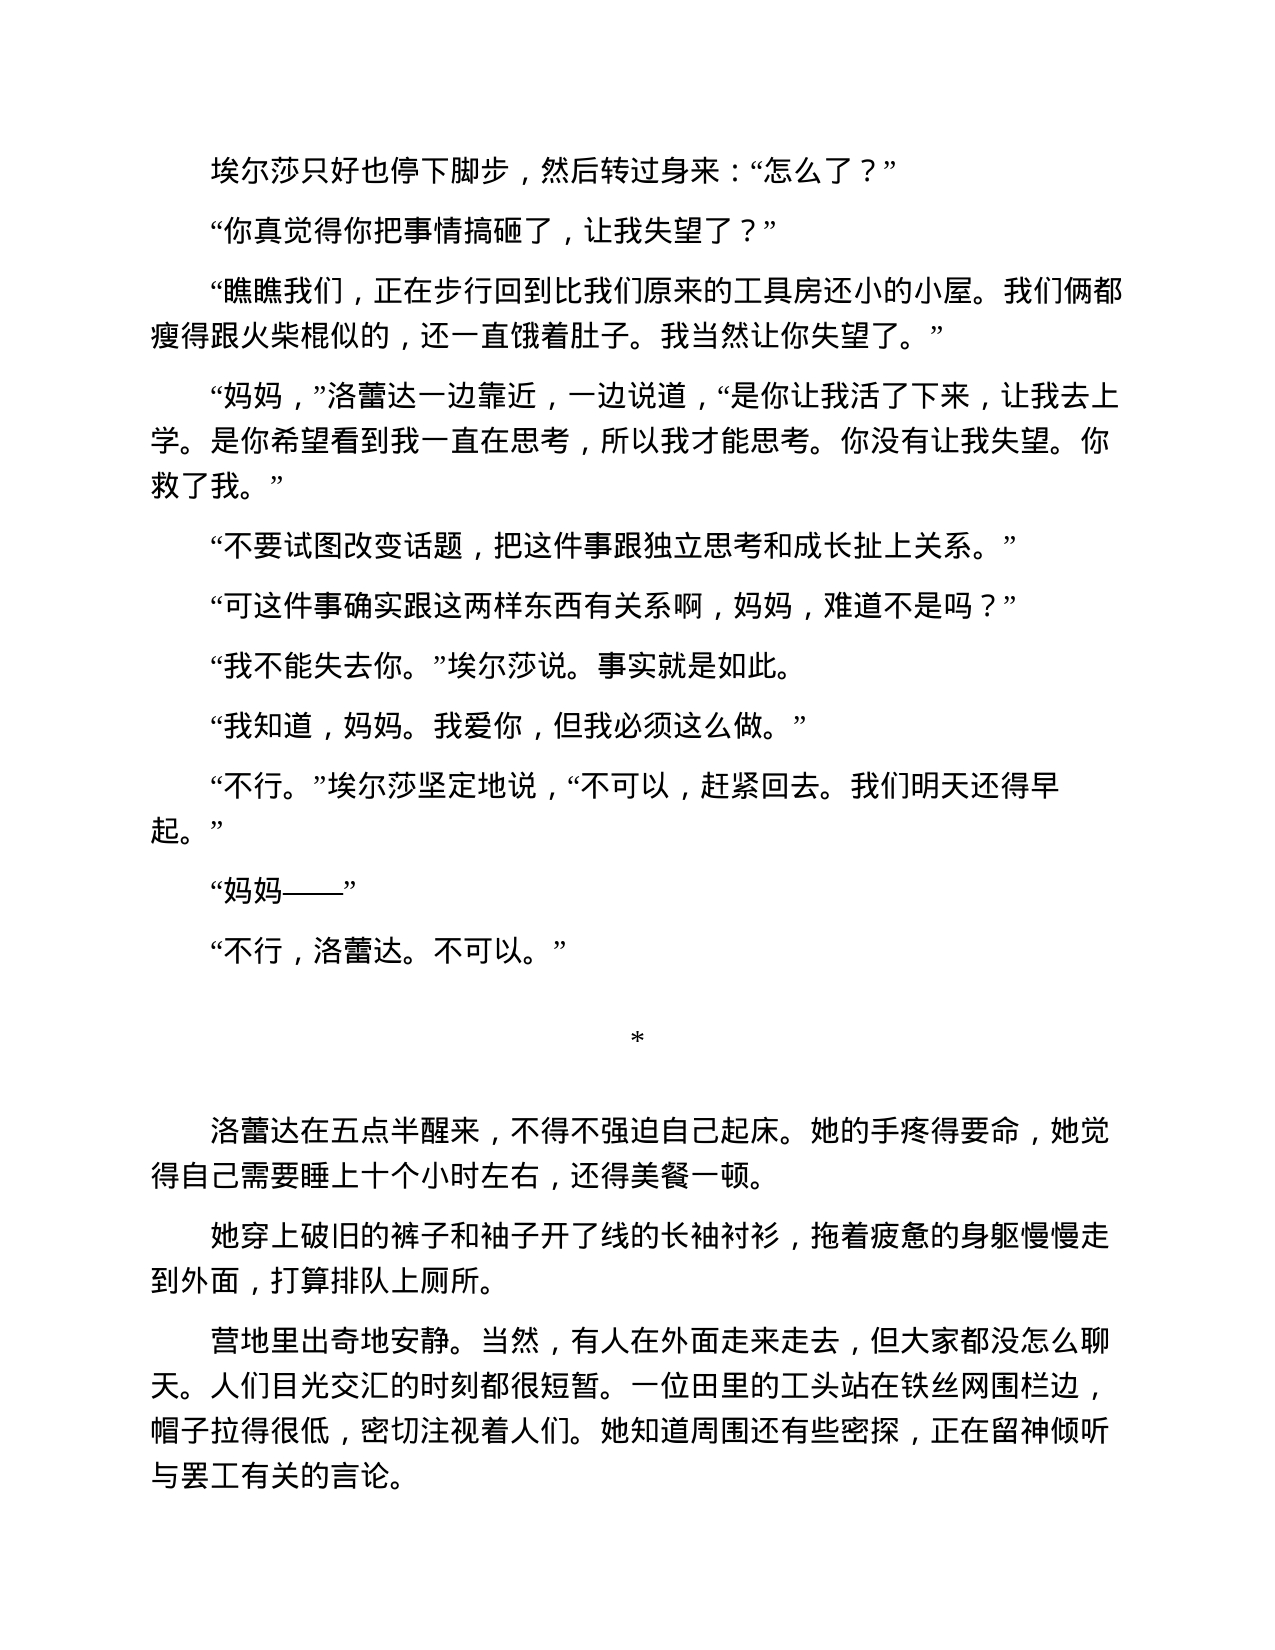 埃尔莎只好也停下脚步，然后转过身来：“怎么了？”
“你真觉得你把事情搞砸了，让我失望了？”
“瞧瞧我们，正在步行回到比我们原来的工具房还小的小屋。我们俩都
瘦得跟火柴棍似的，还一直饿着肚子。我当然让你失望了。”
“妈妈，”洛蕾达一边靠近，一边说道，“是你让我活了下来，让我去上
学。是你希望看到我一直在思考，所以我才能思考。你没有让我失望。你
救了我。”
“不要试图改变话题，把这件事跟独立思考和成长扯上关系。”
“可这件事确实跟这两样东西有关系啊，妈妈，难道不是吗？”
“我不能失去你。”埃尔莎说。事实就是如此。
“我知道，妈妈。我爱你，但我必须这么做。”
“不行。”埃尔莎坚定地说，“不可以，赶紧回去。我们明天还得早
起。”
“妈妈——”
“不行，洛蕾达。不可以。”
*
洛蕾达在五点半醒来，不得不强迫自己起床。她的手疼得要命，她觉
得自己需要睡上十个小时左右，还得美餐一顿。
她穿上破旧的裤子和袖子开了线的长袖衬衫，拖着疲惫的身躯慢慢走
到外面，打算排队上厕所。
营地里出奇地安静。当然，有人在外面走来走去，但大家都没怎么聊
天。人们目光交汇的时刻都很短暂。一位田里的工头站在铁丝网围栏边，
帽子拉得很低，密切注视着人们。她知道周围还有些密探，正在留神倾听
与罢工有关的言论。